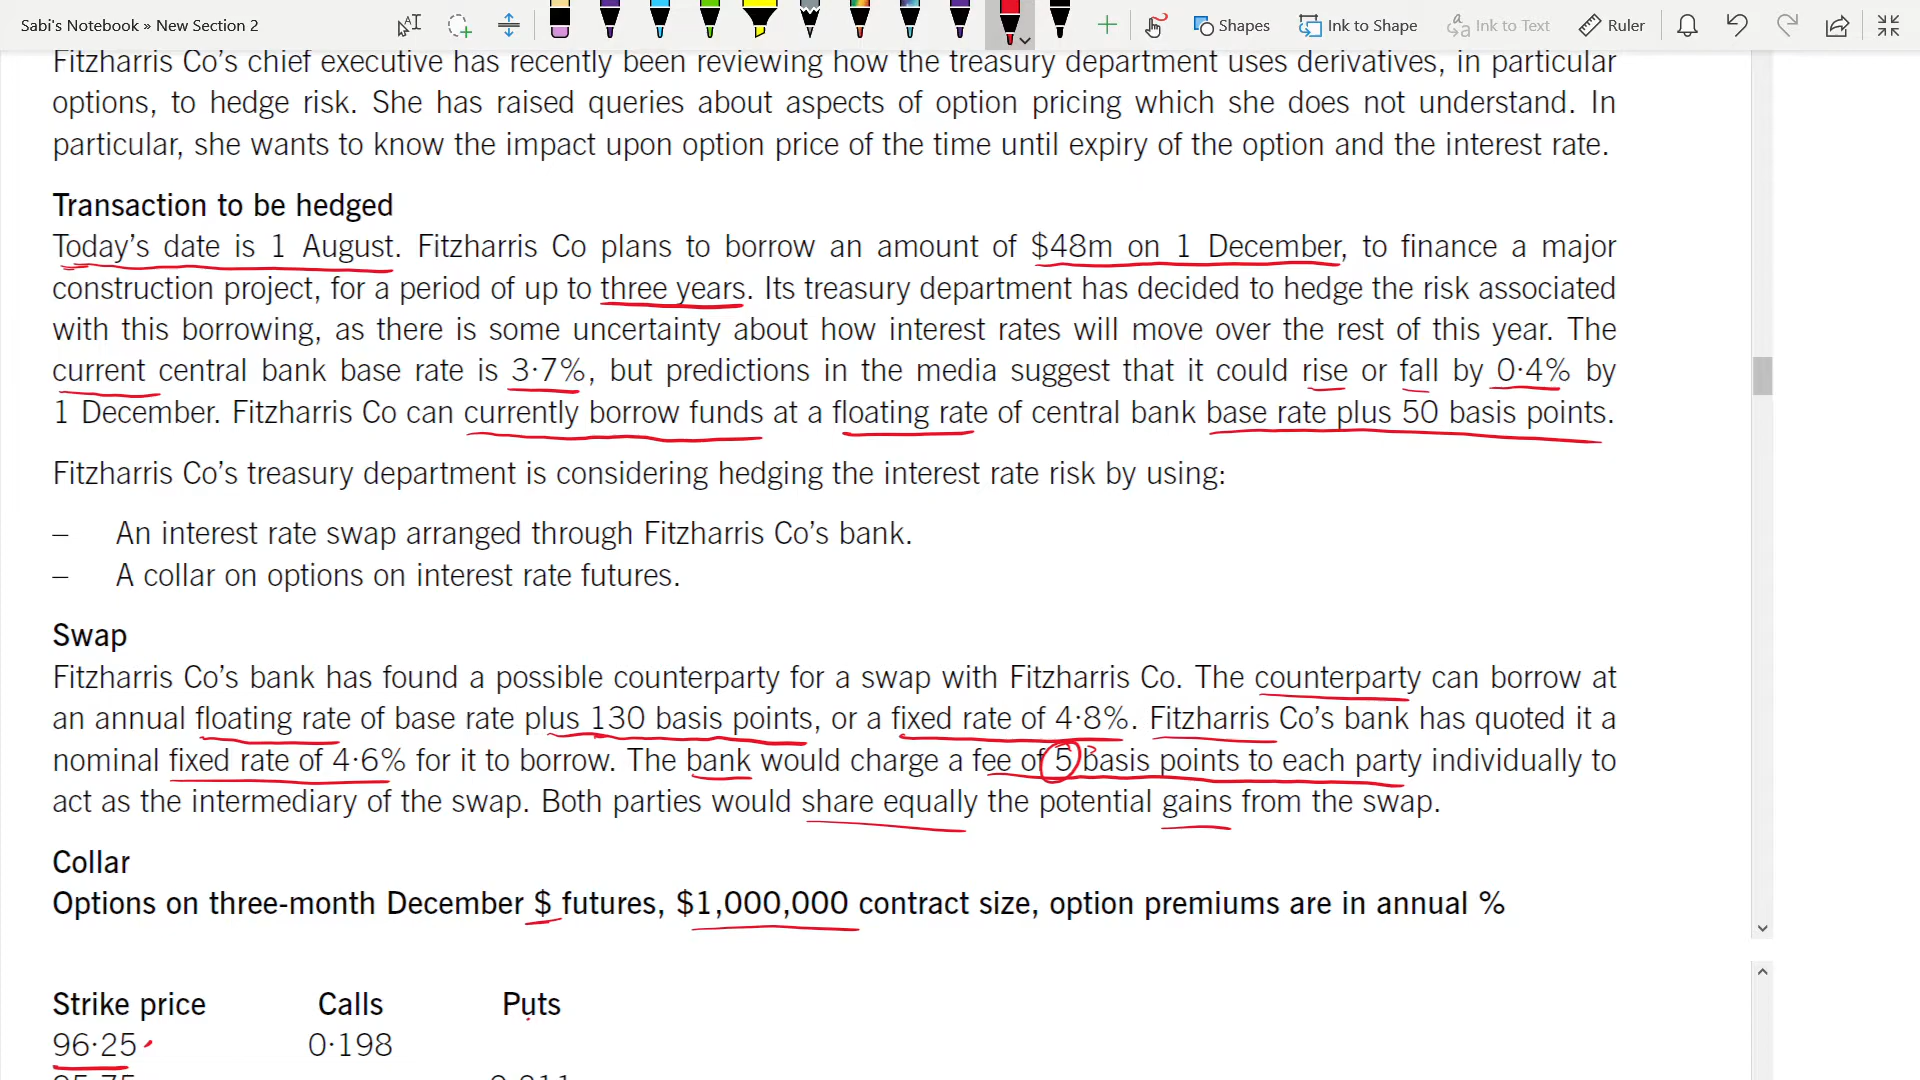 Sabi's Notebook » New Section 2
Shapes
Ink to Shape
Ink to Text
Ruler
Fitzharris Co's chief executive has recently been reviewing how the treasury department uses derivatives, in particular
options, to hedge risk. She has raised queries about aspects of option pricing which she does not understand. In
particular, she wants to know the impact upon option price of the time until expiry of the option and the interest rate.
Transaction to be hedged
Today's date is 1 August. Fitzharris Co plans to borrow an amount of $48m on 1 December, to finance a major
construction project, for a period of up to three years. Its treasury department has decided to hedge the risk associated
with this borrowing, as there is some uncertainty about how interest rates will move over the rest of this year. The
current central bank base rate is 3·7%, but predictions in the media suggest that it could rise or fall by 0·4% by
1 December. Fitzharris Co can currently borrow funds at a floating rate of central bank base rate plus 50 basis points.
Fitzharris Co's treasury department is considering hedging the interest rate risk by using:
– An interest rate swap arranged through Fitzharris Co's bank.
– A collar on options on interest rate futures.
Swap
Fitzharris Co's bank has found a possible counterparty for a swap with Fitzharris Co. The counterparty can borrow at
an annual floating rate of base rate plus 130 basis points, or a fixed rate of 4·8%. Fitzharris Co's bank has quoted it a
nominal fixed rate of 4·6% for it to borrow. The bank would charge a fee of 5 basis points to each party individually to
act as the intermediary of the swap. Both parties would share equally the potential gains from the swap.
Collar
Options on three-month December $ futures, $1,000,000 contract size, option premiums are in annual %
Strike price Calls Puts
96·25 0·198